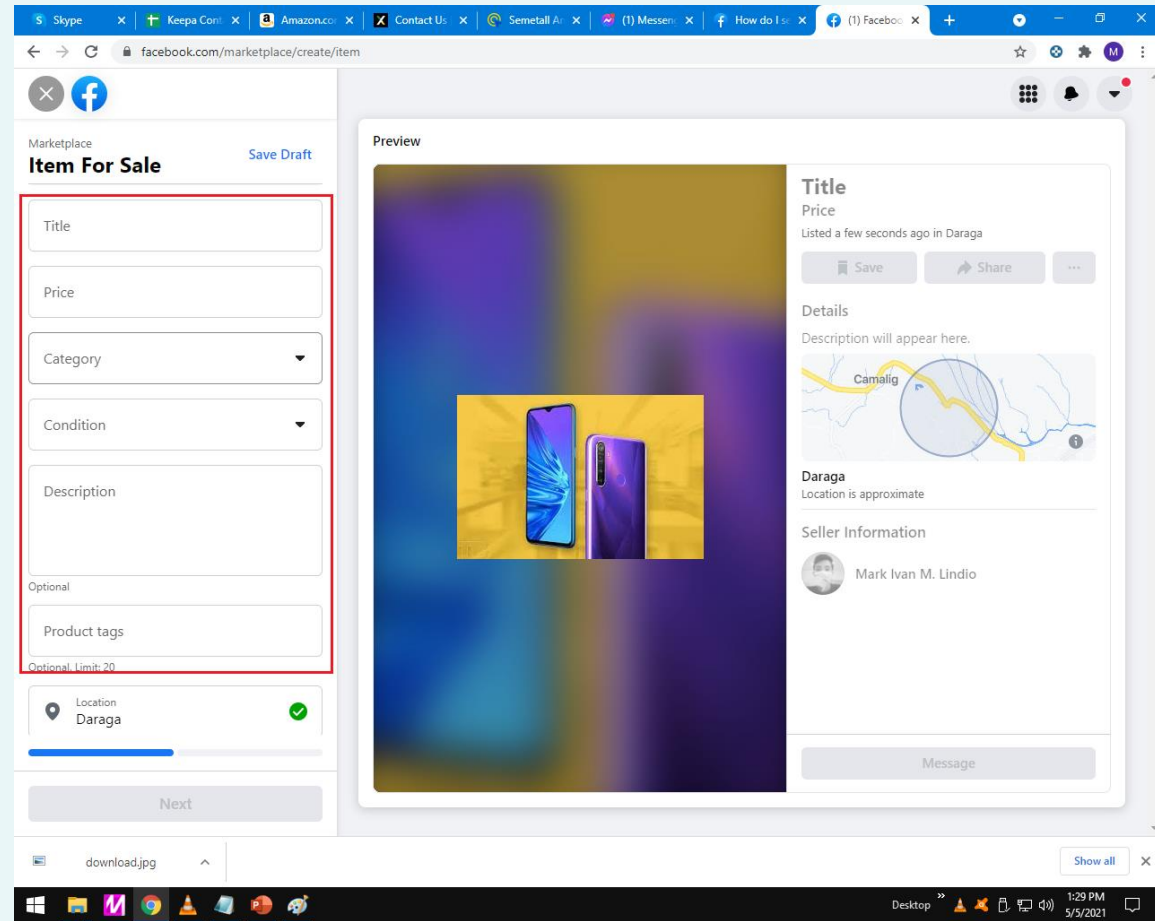 Skype
Keepa Cont
Amazon.co
Contact Us
Semetall An
(1) Messen
How do I se
(1) Faceboo
facebook.com/marketplace/create/item
M
Marketplace
Item For Sale
Save Draft
Title
Price
Category
Condition
Description
Optional
Product tags
Optional. Limit: 20
Location
Daraga
Next
Preview
Title
Price
Listed a few seconds ago in Daraga
Save
Share
Details
Description will appear here.
Camalig
Daraga
Location is approximate
Seller Information
Mark Ivan M. Lindio
Message
download.jpg
Show all
Desktop
1:29 PM
5/5/2021